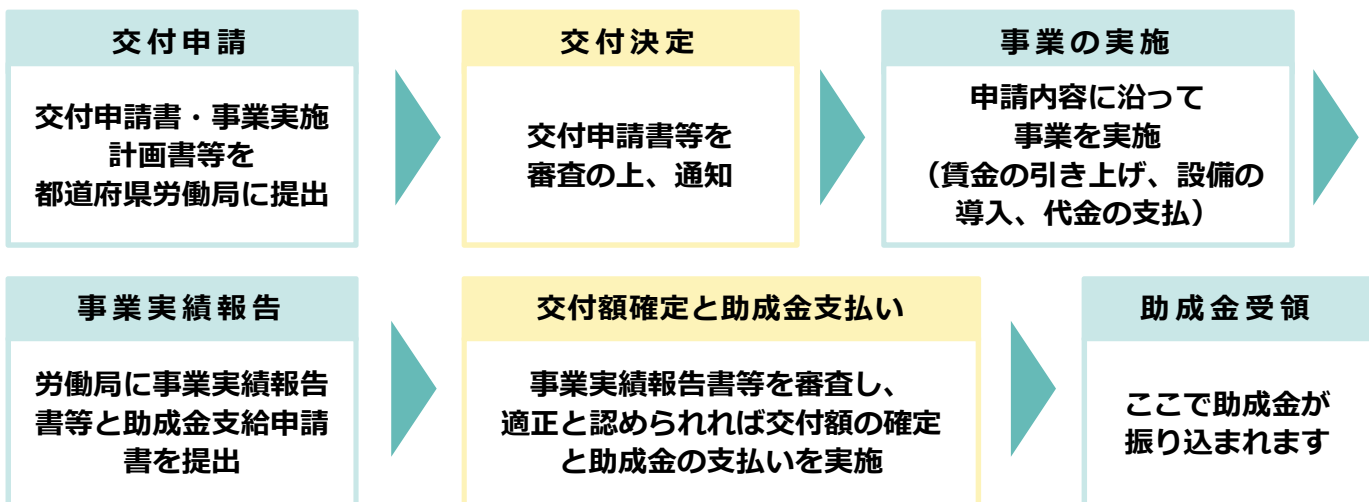 交付申請
交付申請書・事業実施
計画書等を
都道府県労働局に提出
交付決定
交付申請書等を
審査の上、通知
事業の実施
申請内容に沿って
事業を実施
（賃金の引き上げ、設備の
導入、代金の支払）
事業実績報告
労働局に事業実績報告
書等と助成金支給申請
書を提出
交付額確定と助成金支払い
事業実績報告書等を審査し、
適正と認められれば交付額の確定
と助成金の支払いを実施
助成金受領
ここで助成金が
振り込まれます